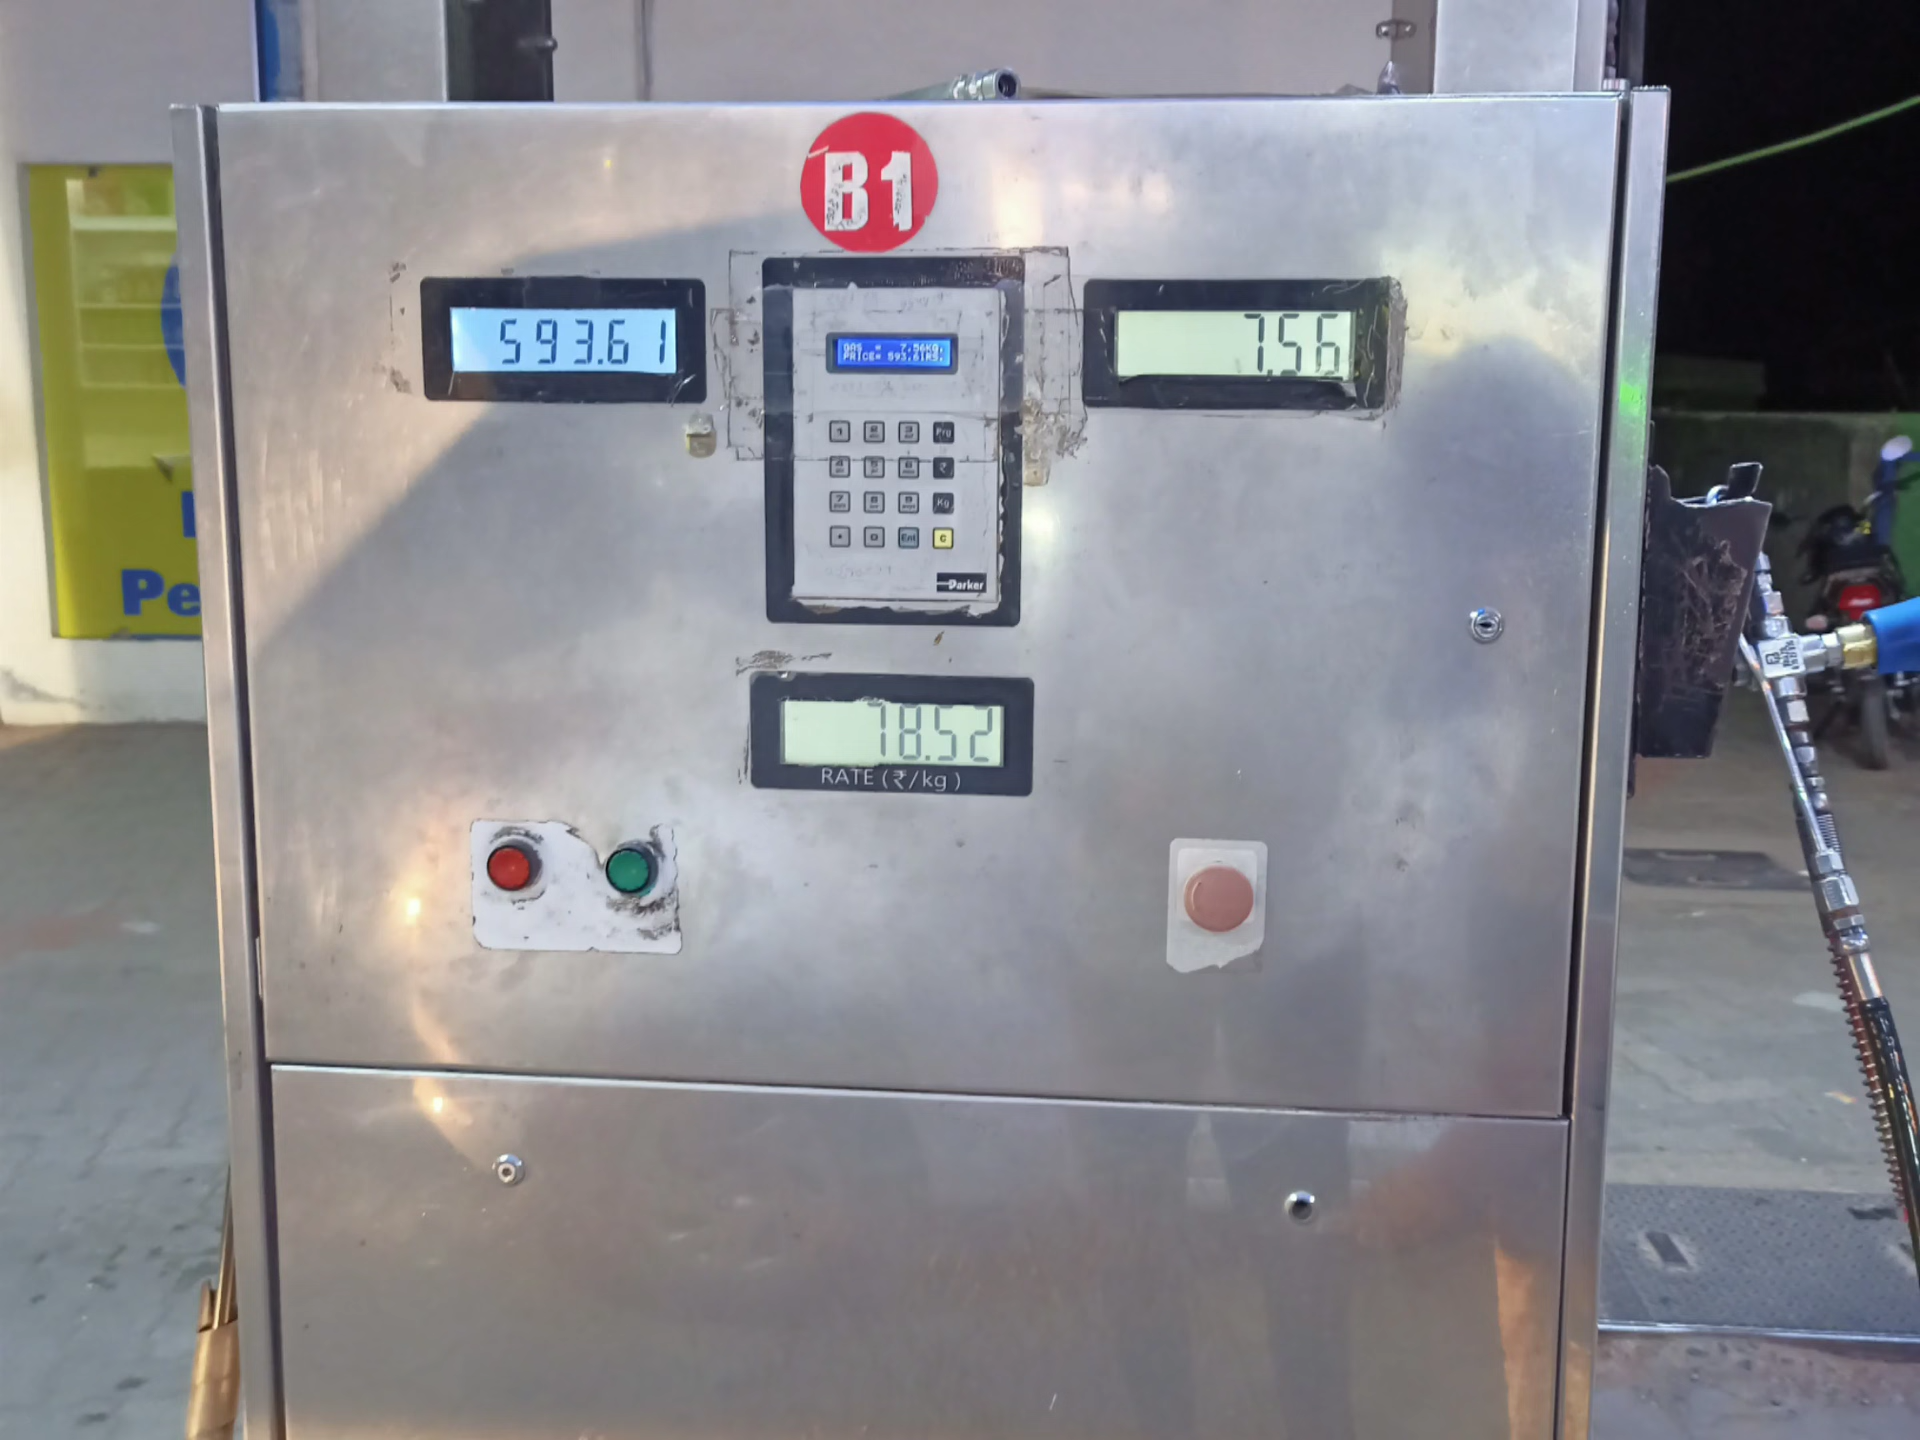 B1
593.61
GAS = 7.56KG.
PRICE= 593.61RS.
7.56
1 2 3 Prg
4 5 6 ₹
7 8 9 Kg
. 0 Ent C
Parker
78.52
RATE (₹/kg)
Pe